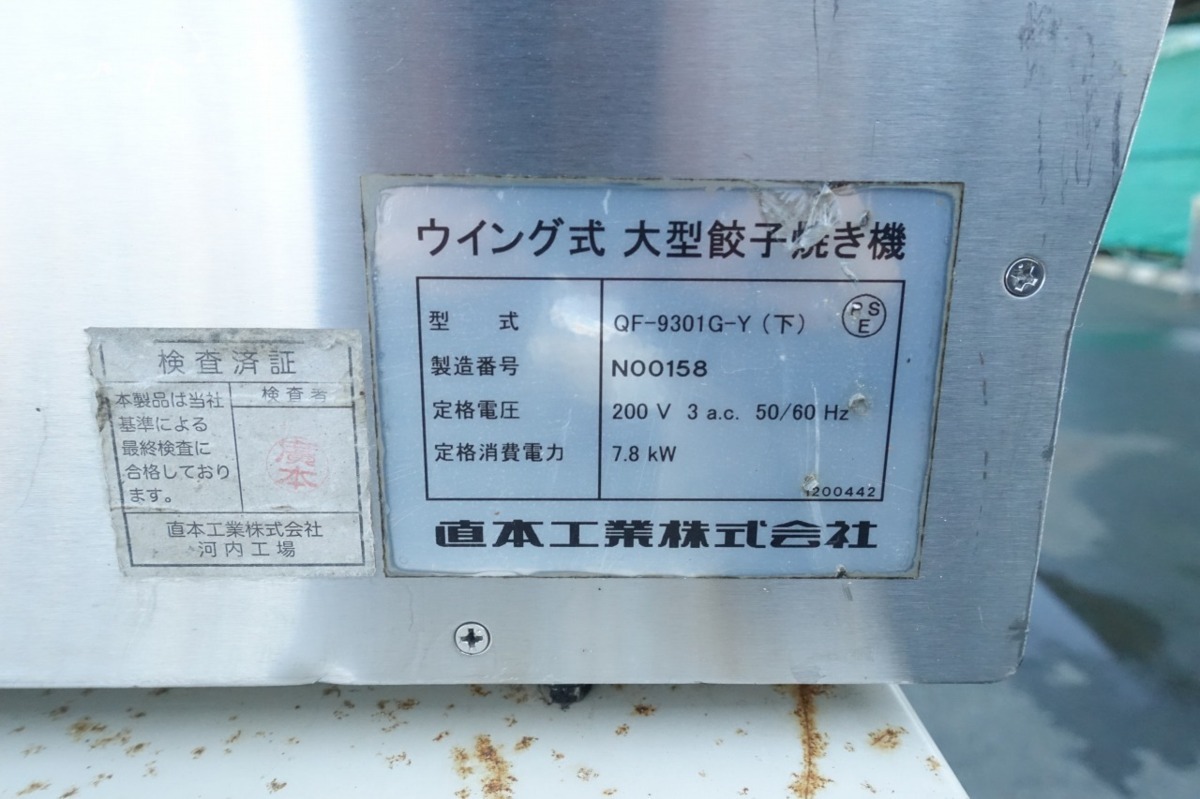 ウイング式 大型餃子焼き機
型 式 QF-9301G-Y (下)
PSE
製造番号 N00158
定格電圧 200 V 3 a.c. 50/60 Hz
定格消費電力 7.8 kW
1200442
直本工業株式会社
検査済証
本製品は当社
基準による
最終検査に
合格しており
ます。
検査者
廣本
直本工業株式会社
河内工場